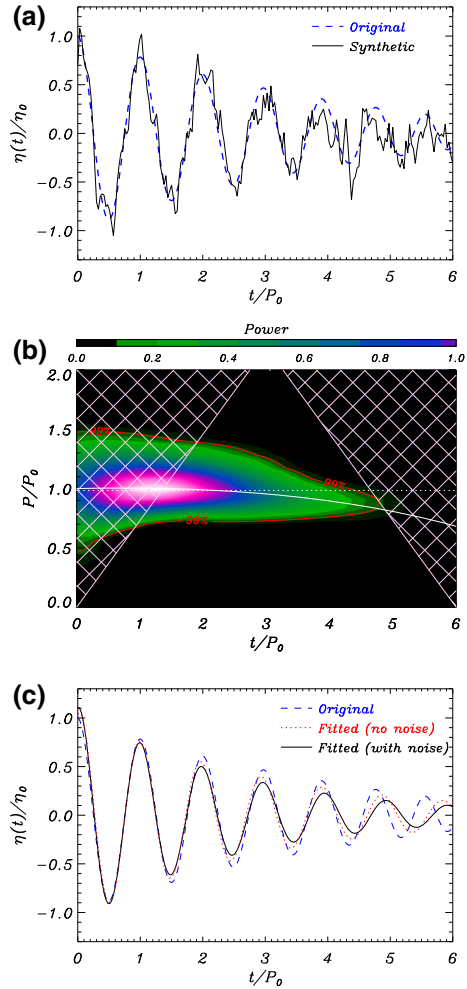 (a)
Original
Synthetic
1.0
0.5
0.0
-0.5
-1.0
η(t)/η₀
0 1 2 3 4 5 6
t/P₀
(b)
Power
0.0 0.2 0.4 0.6 0.8 1.0
2.0
1.5
1.0
0.5
0.0
P/P₀
99%
99%
99%
0 1 2 3 4 5 6
t/P₀
(c)
Original
Fitted (no noise)
Fitted (with noise)
1.0
0.5
0.0
-0.5
-1.0
η(t)/η₀
0 1 2 3 4 5 6
t/P₀